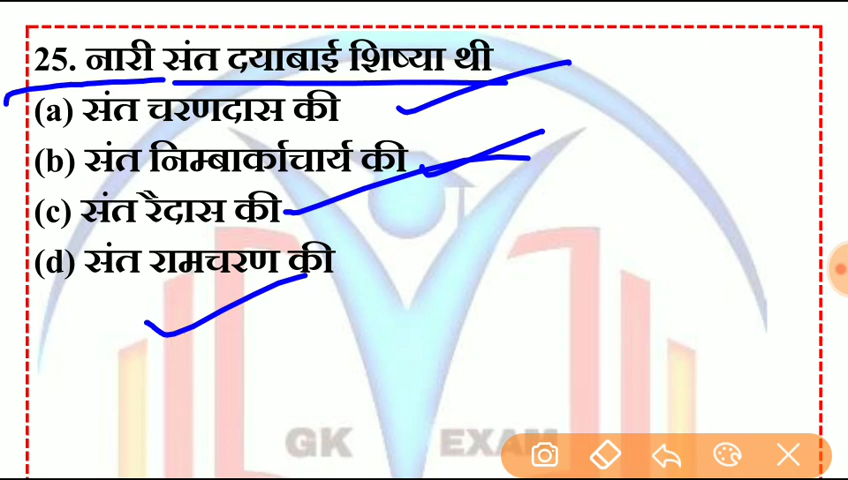 25. नारी संत दयाबाई शिष्या थी
(a) संत चरणदास की
(b) संत निम्बार्काचार्य की
(c) संत रैदास की
(d) संत रामचरण की
GK EXAM